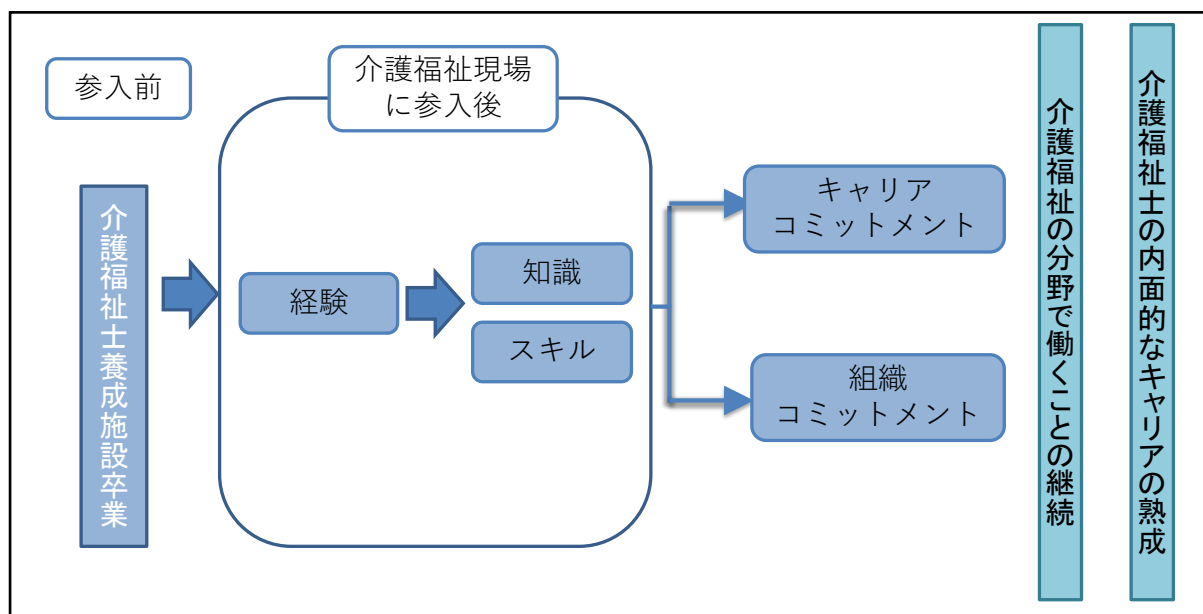 参入前
介護福祉現場
に参入後
介護福祉士養成施設卒業
経験
知識
スキル
キャリア
コミットメント
組織
コミットメント
介護福祉の分野で働くことの継続
介護福祉士の内面的なキャリアの熟成